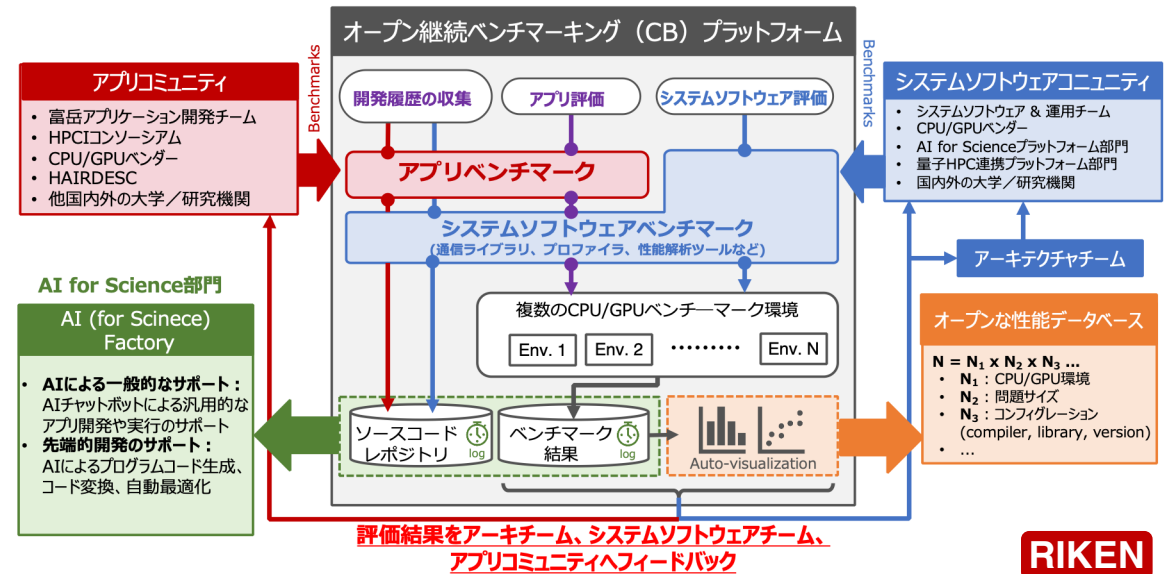 オープン継続ベンチマーキング（CB）プラットフォーム
Benchmarks
Benchmarks
アプリコミュニティ
• 富岳アプリケーション開発チーム
• HPCIコンソーシアム
• CPU/GPUベンダー
• HAIRDESC
• 他国内外の大学／研究機関
開発履歴の収集
アプリ評価
システムソフトウェア評価
アプリベンチマーク
システムソフトウェアベンチマーク
(通信ライブラリ、プロファイラ、性能解析ツールなど)
システムソフトウェアコニュニティ
• システムソフトウェア & 運用チーム
• CPU/GPUベンダー
• AI for Scienceプラットフォーム部門
• 量子HPC連携プラットフォーム部門
• 国内外の大学／研究機関
アーキテクチャチーム
複数のCPU/GPUベンチ―マーク環境
Env. 1
Env. 2
………
Env. N
AI for Science部門
AI (for Scinece)
Factory
• AIによる一般的なサポート：
AIチャットボットによる汎用的な
アプリ開発や実行のサポート
• 先端的開発のサポート：
AIによるプログラムコード生成、
コード変換、自動最適化
ソースコード
レポジトリ
log
ベンチマーク
結果
log
Auto-visualization
オープンな性能データベース
N = N₁ x N₂ x N₃ ...
• N₁：CPU/GPU環境
• N₂：問題サイズ
• N₃：コンフィグレーション
(compiler, library, version)
• ...
評価結果をアーキチーム、システムソフトウェアチーム、
アプリコミュニティへフィードバック
RIKEN